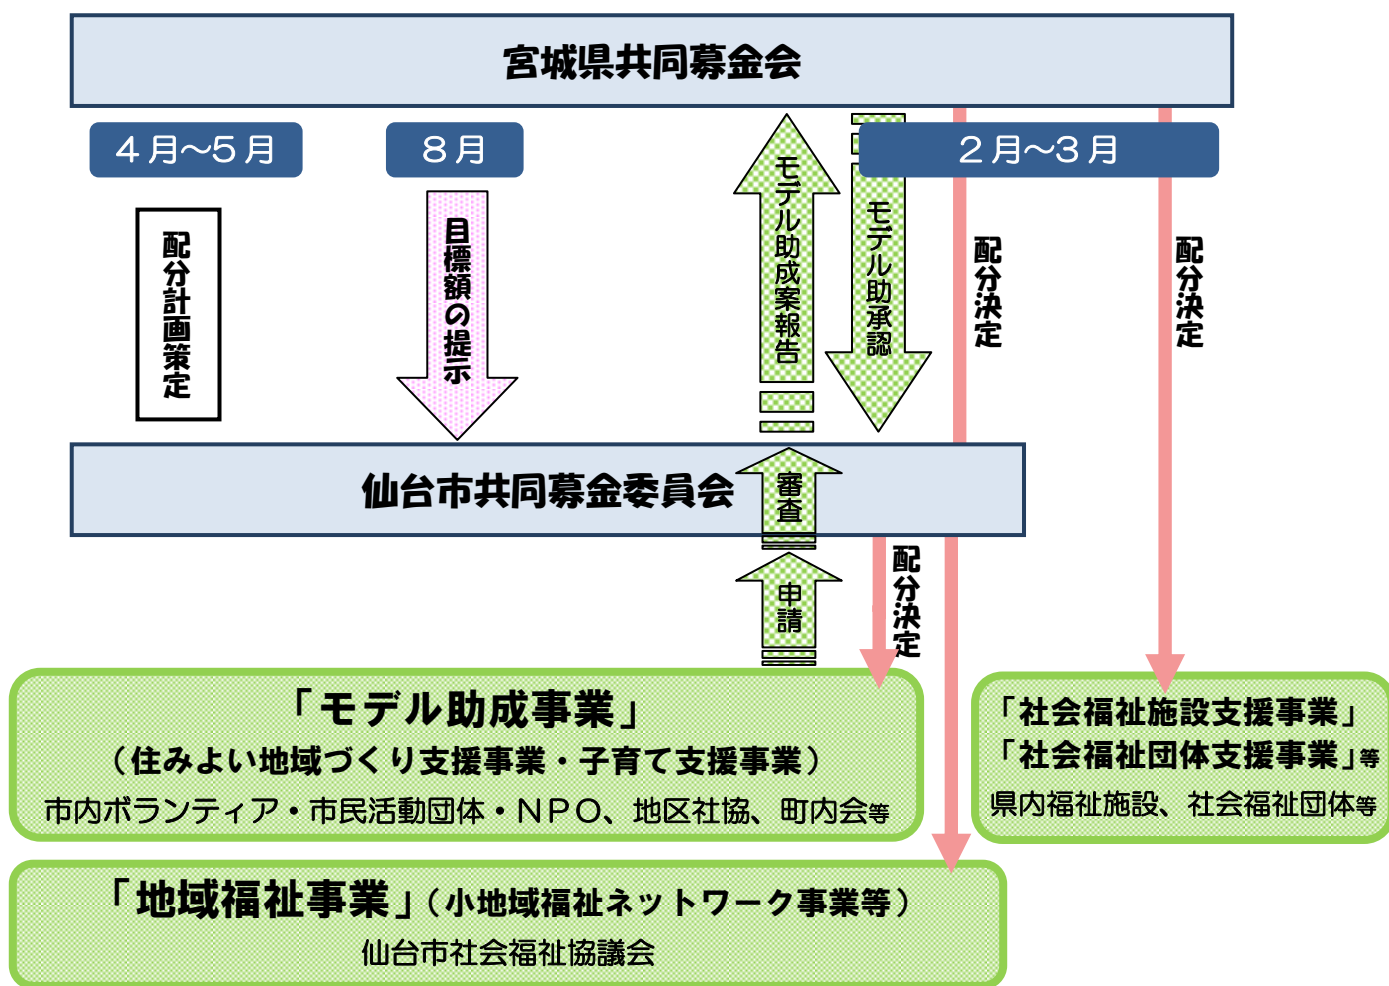 宮城県共同募金会
4月～5月
8月
2月～3月
配分計画策定
目標額の提示
モデル助成案報告
モデル助承認
配分決定
配分決定
仙台市共同募金委員会
審査
申請
配分決定
「モデル助成事業」
（住みよい地域づくり支援事業・子育て支援事業）
市内ボランティア・市民活動団体・NPO、地区社協、町内会等
「社会福祉施設支援事業」
「社会福祉団体支援事業」等
県内福祉施設、社会福祉団体等
「地域福祉事業」（小地域福祉ネットワーク事業等）
仙台市社会福祉協議会